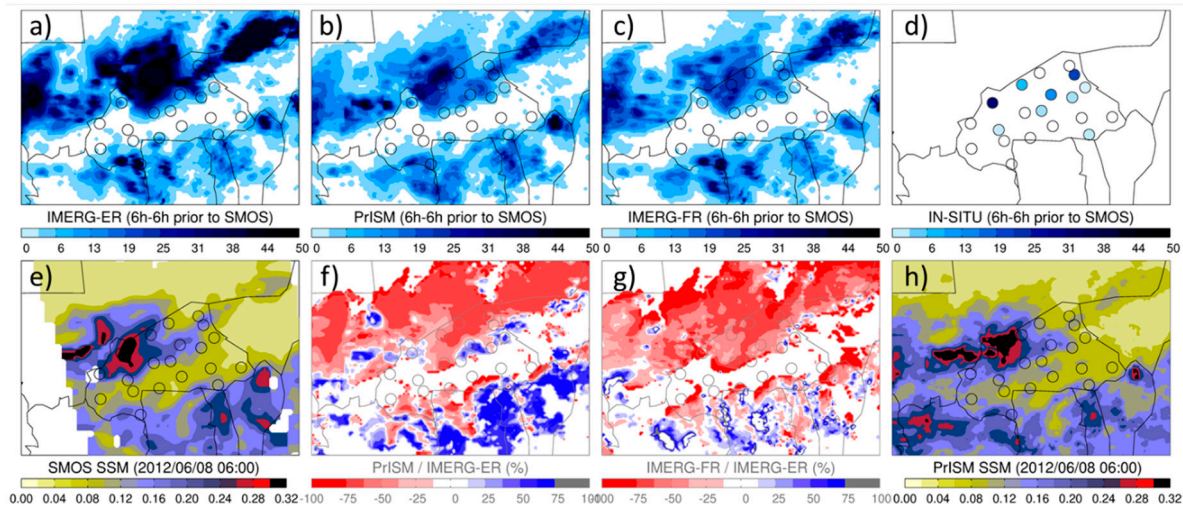 a)
b)
c)
d)
IMERG-ER (6h-6h prior to SMOS)
PrISM (6h-6h prior to SMOS)
IMERG-FR (6h-6h prior to SMOS)
IN-SITU (6h-6h prior to SMOS)
0 6 13 19 25 31 38 44 50
0 6 13 19 25 31 38 44 50
0 6 13 19 25 31 38 44 50
0 6 13 19 25 31 38 44 50
e)
f)
g)
h)
SMOS SSM (2012/06/08 06:00)
PrISM / IMERG-ER (%)
IMERG-FR / IMERG-ER (%)
PrISM SSM (2012/06/08 06:00)
0.00 0.04 0.08 0.12 0.16 0.20 0.24 0.28 0.32
-100 -75 -50 -25 0 25 50 75 100
-100 -75 -50 -25 0 25 50 75 100
0.00 0.04 0.08 0.12 0.16 0.20 0.24 0.28 0.32